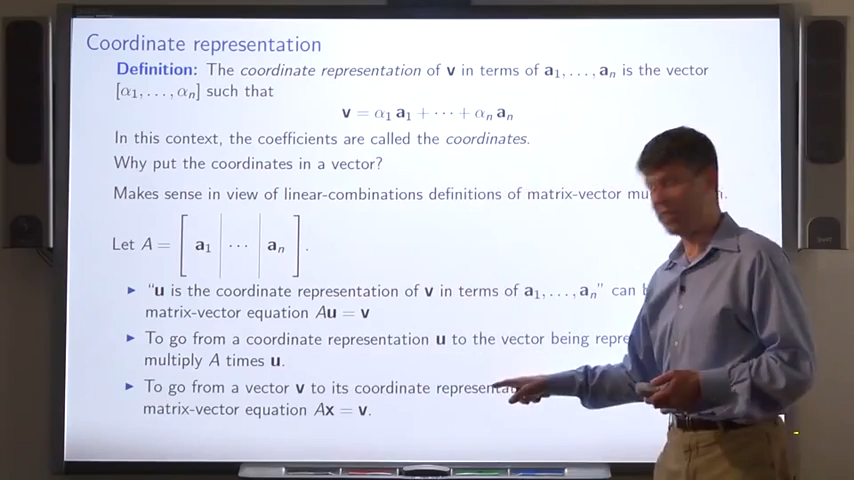 Coordinate representation
Definition: The coordinate representation of v in terms of a₁, . . . , aₙ is the vector
[α₁, . . . , αₙ] such that
v = α₁ a₁ + · · · + αₙ aₙ
In this context, the coefficients are called the coordinates.
Why put the coordinates in a vector?
Makes sense in view of linear-combinations definitions of matrix-vector
Let A = [ a₁ | · · · | aₙ ] .
▶ "u is the coordinate representation of v in terms of a₁, . . . , aₙ" can
matrix-vector equation Au = v
▶ To go from a coordinate representation u to the vector being
multiply A times u.
▶ To go from a vector v to its coordinate
matrix-vector equation Ax = v.